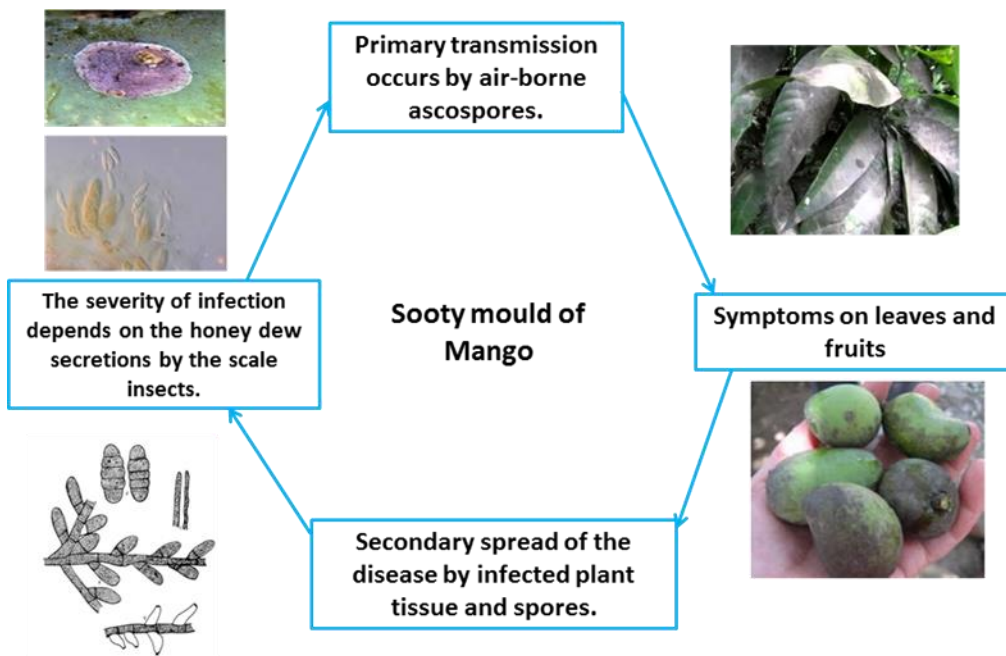 Primary transmission
occurs by air-borne
ascospores.
The severity of infection
depends on the honey dew
secretions by the scale
insects.
Sooty mould of
Mango
Symptoms on leaves and
fruits
Secondary spread of the
disease by infected plant
tissue and spores.